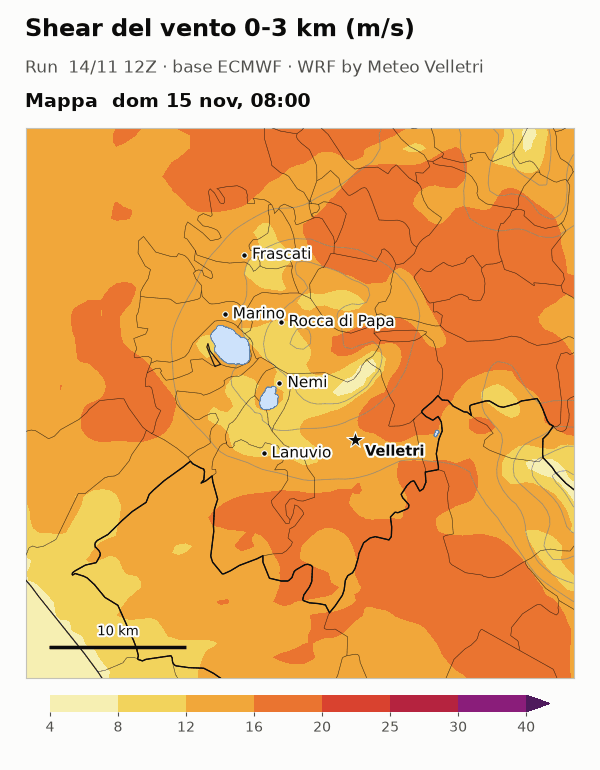 Shear del vento 0-3 km (m/s)
Run  14/11 12Z · base ECMWF · WRF by Meteo Velletri
Mappa  dom 15 nov, 08:00
Frascati
Marino
Rocca di Papa
Nemi
Velletri
Lanuvio
10 km
4 8 12 16 20 25 30 40